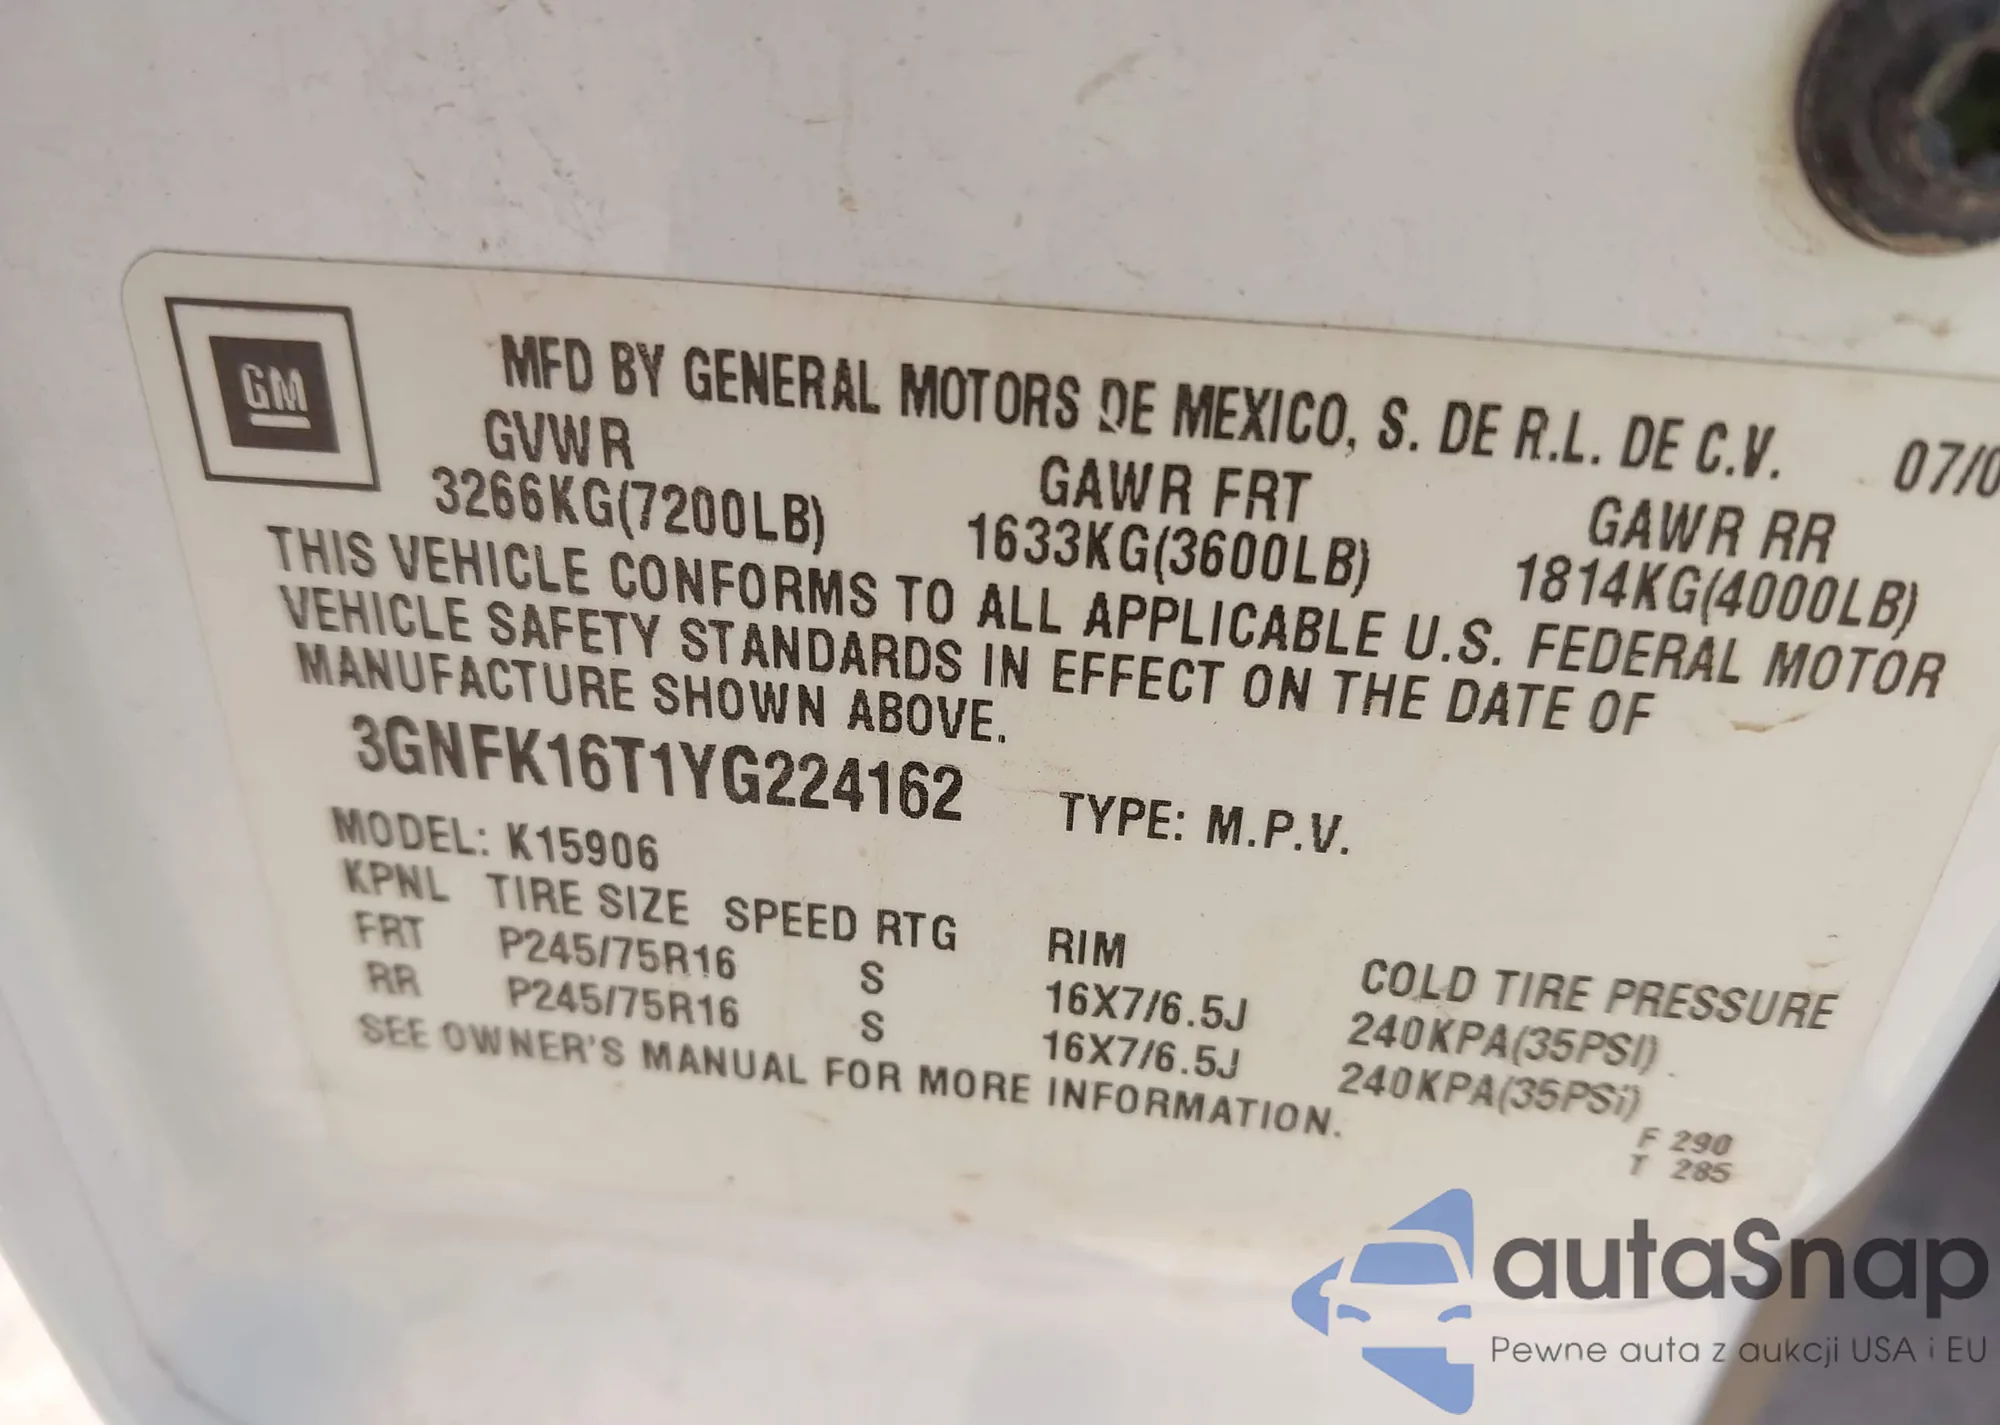 GM
MFD BY GENERAL MOTORS DE MEXICO, S. DE R.L. DE C.V. 07/0
GVWR GAWR FRT GAWR RR
3266KG(7200LB) 1633KG(3600LB) 1814KG(4000LB)
THIS VEHICLE CONFORMS TO ALL APPLICABLE U.S. FEDERAL MOTOR
VEHICLE SAFETY STANDARDS IN EFFECT ON THE DATE OF
MANUFACTURE SHOWN ABOVE.
3GNFK16T1YG224162 TYPE: M.P.V.
MODEL: K15906
KPNL TIRE SIZE SPEED RTG RIM COLD TIRE PRESSURE
FRT P245/75R16 S 16X7/6.5J 240KPA(35PSI)
RR P245/75R16 S 16X7/6.5J 240KPA(35PSI)
SEE OWNER'S MANUAL FOR MORE INFORMATION.
F 290
T 285
autaSnap
Pewne auta z aukcji USA i EU